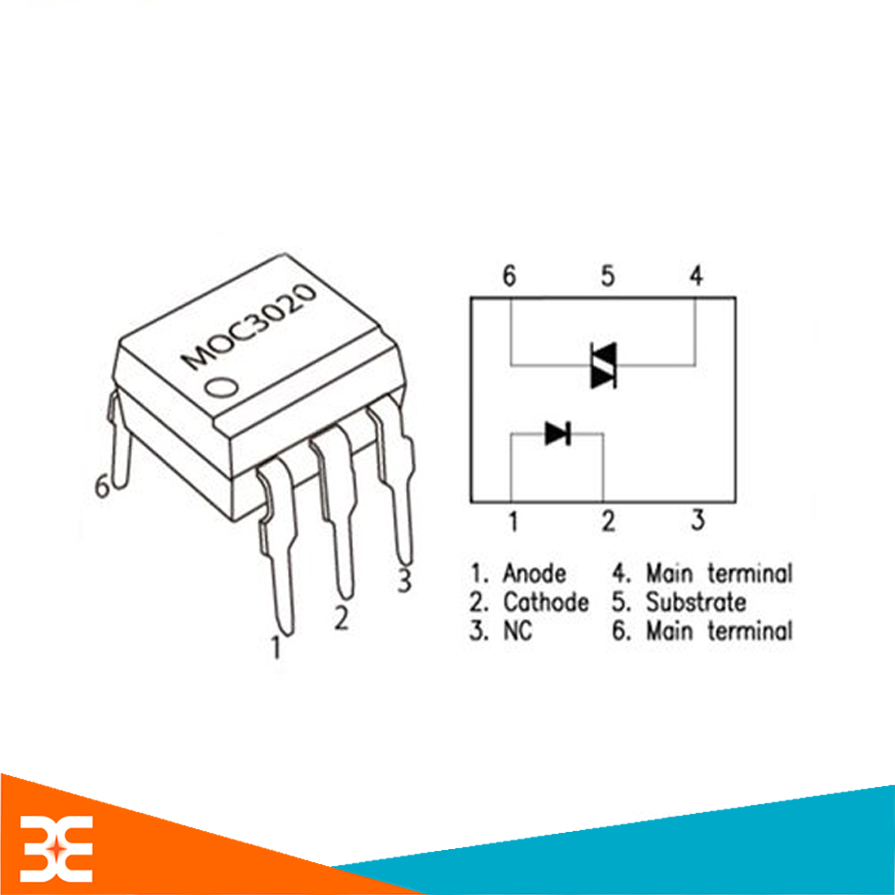 MOC3020
6
1
2
3
6 5 4
1 2 3
1. Anode 4. Main terminal
2. Cathode 5. Substrate
3. NC 6. Main terminal